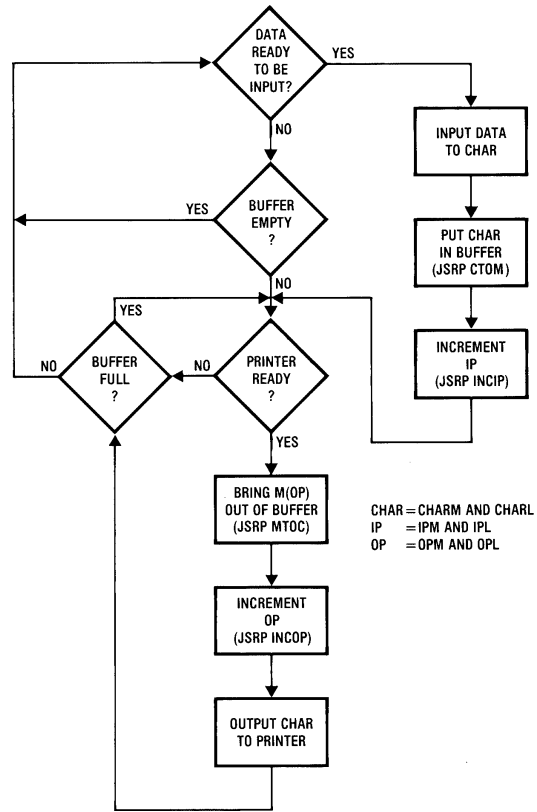 DATA
READY
TO BE
INPUT?
YES
NO
INPUT DATA
TO CHAR
BUFFER
EMPTY
?
YES
NO
PUT CHAR
IN BUFFER
(JSRP CTOM)
YES
BUFFER
FULL
?
NO
NO
PRINTER
READY
?
YES
INCREMENT
IP
(JSRP INCIP)
BRING M(OP)
OUT OF BUFFER
(JSRP MTOC)
CHAR = CHARM AND CHARL
IP = IPM AND IPL
OP = OPM AND OPL
INCREMENT
OP
(JSRP INCOP)
OUTPUT CHAR
TO PRINTER